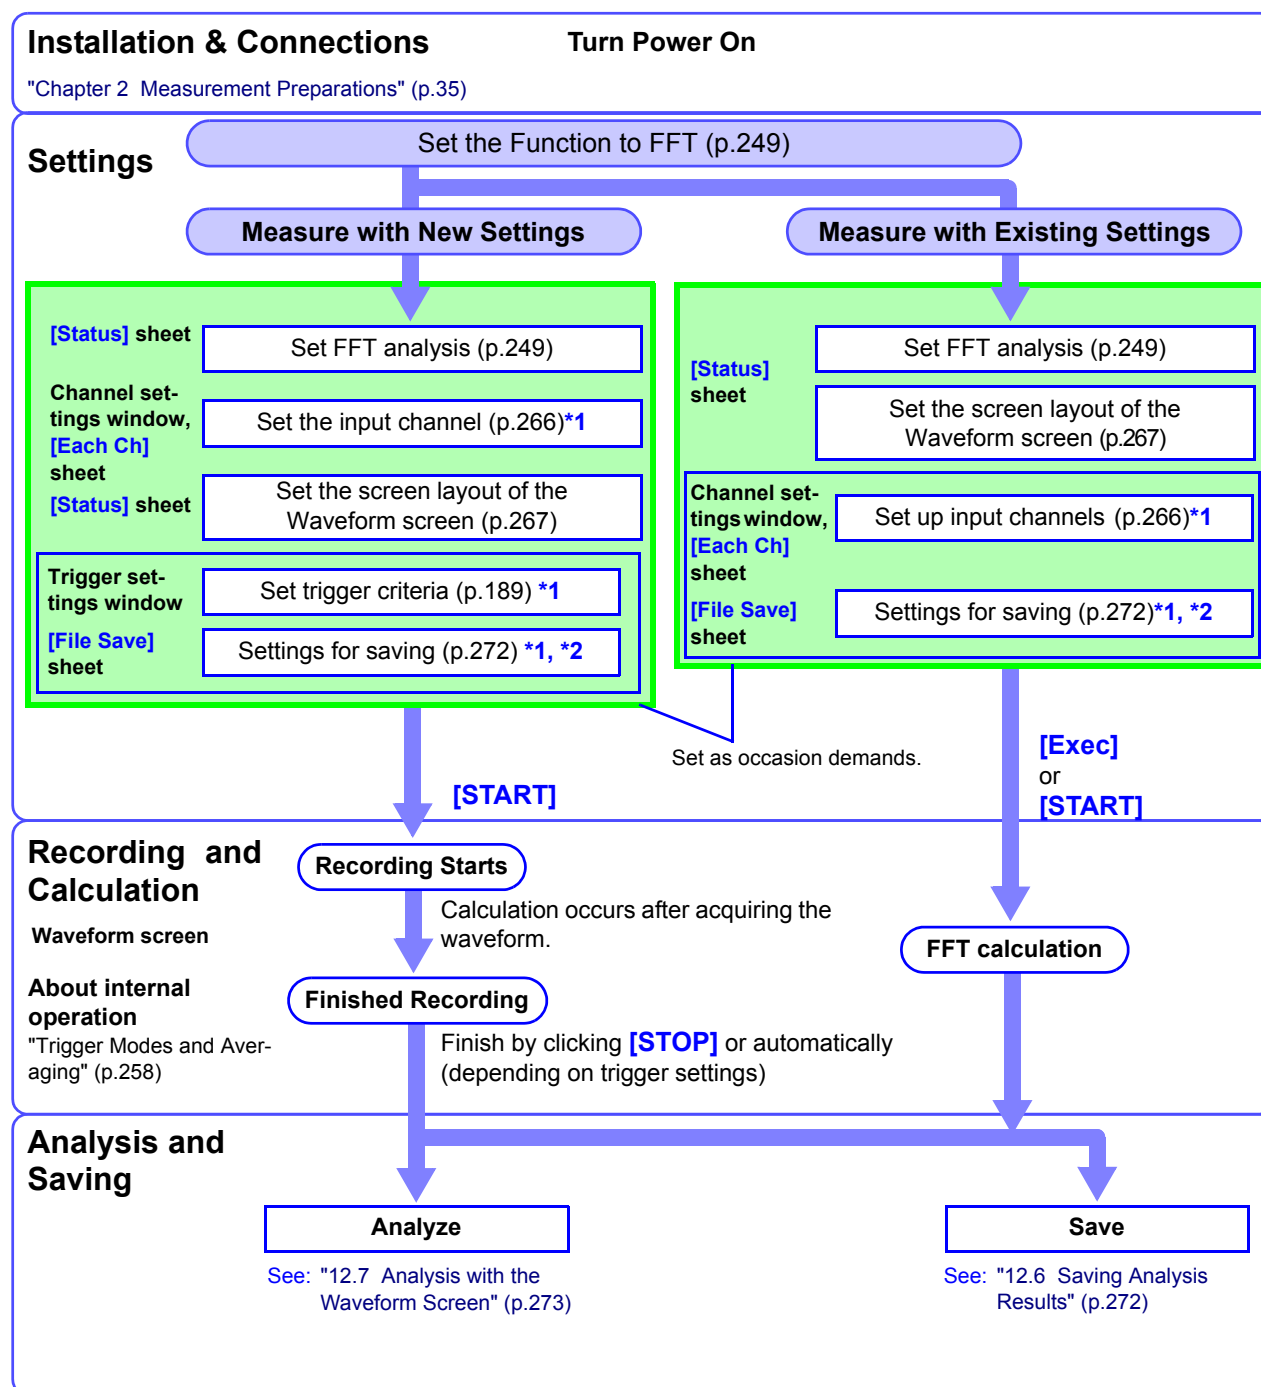 Installation & Connections
Turn Power On
"Chapter 2  Measurement Preparations" (p.35)
Settings
Set the Function to FFT (p.249)
Measure with New Settings
Measure with Existing Settings
[Status] sheet
Set FFT analysis (p.249)
Channel set-
tings window,
[Each Ch]
sheet
Set the input channel (p.266)*1
[Status] sheet
Set the screen layout of the
Waveform screen (p.267)
Trigger set-
tings window
Set trigger criteria (p.189) *1
[File Save]
sheet
Settings for saving (p.272) *1, *2
[Status]
sheet
Set FFT analysis (p.249)
Set the screen layout of the
Waveform screen (p.267)
Channel set-
tings window,
[Each Ch]
sheet
Set up input channels (p.266)*1
[File Save]
sheet
Settings for saving (p.272)*1, *2
Set as occasion demands.
[START]
[Exec]
or
[START]
Recording and
Calculation
Waveform screen
About internal
operation
"Trigger Modes and Aver-
aging" (p.258)
Recording Starts
Calculation occurs after acquiring the
waveform.
Finished Recording
Finish by clicking [STOP] or automatically
(depending on trigger settings)
FFT calculation
Analysis and
Saving
Analyze
See: "12.7  Analysis with the
Waveform Screen" (p.273)
Save
See: "12.6  Saving Analysis
Results" (p.272)